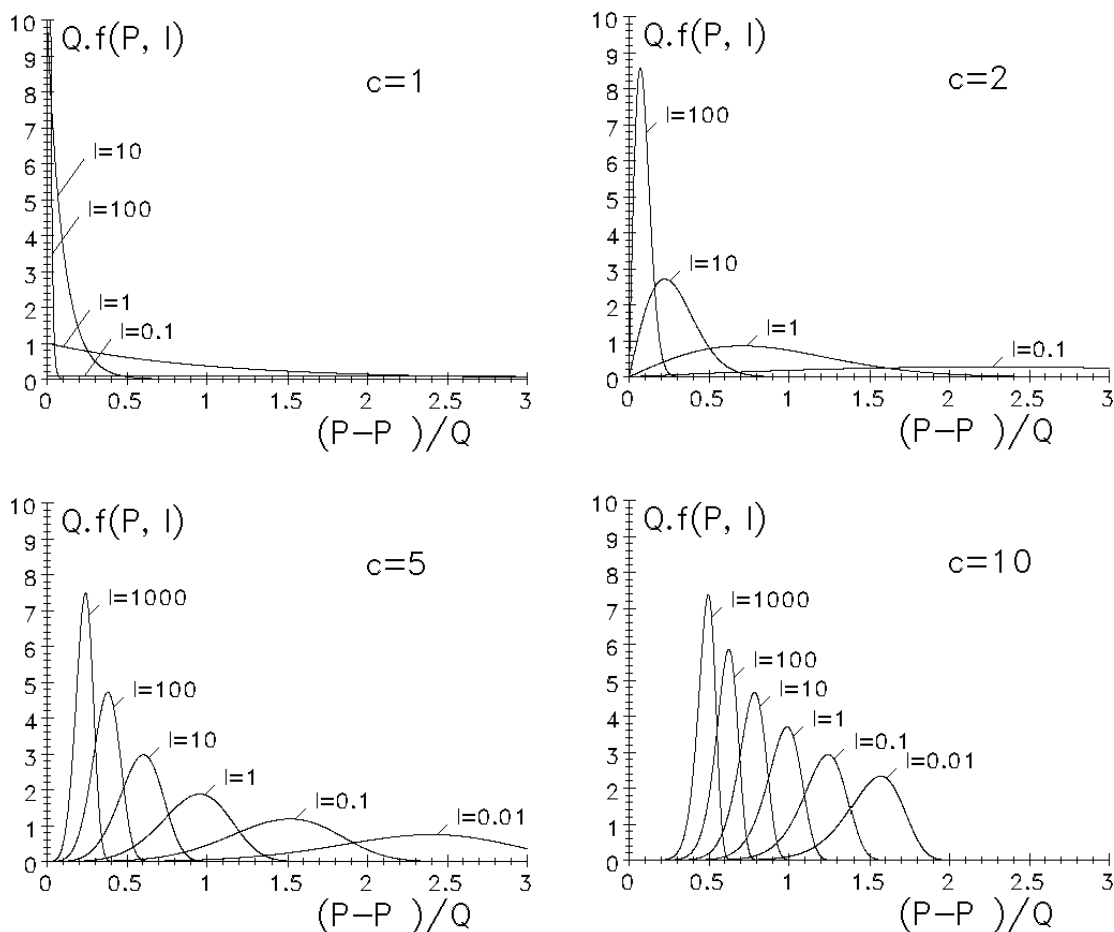 10
Q.f(P, I)
9
c=1
8
7
6
I=10
5
I=100
4
3
2
I=1
I=0.1
1
0
0 0.5 1 1.5 2 2.5 3
(P-P )/Q
10
Q.f(P, I)
9
c=2
8
I=100
7
6
5
4
3
I=10
2
I=1
I=0.1
1
0
0 0.5 1 1.5 2 2.5 3
(P-P )/Q
10
Q.f(P, I)
9
c=5
8
I=1000
7
6
5
I=100
4
I=10
3
I=1
2
I=0.1
I=0.01
1
0
0 0.5 1 1.5 2 2.5 3
(P-P )/Q
10
Q.f(P, I)
9
c=10
8
I=1000
7
6
I=100
5
I=10
4
I=1
I=0.1
3
I=0.01
2
1
0
0 0.5 1 1.5 2 2.5 3
(P-P )/Q